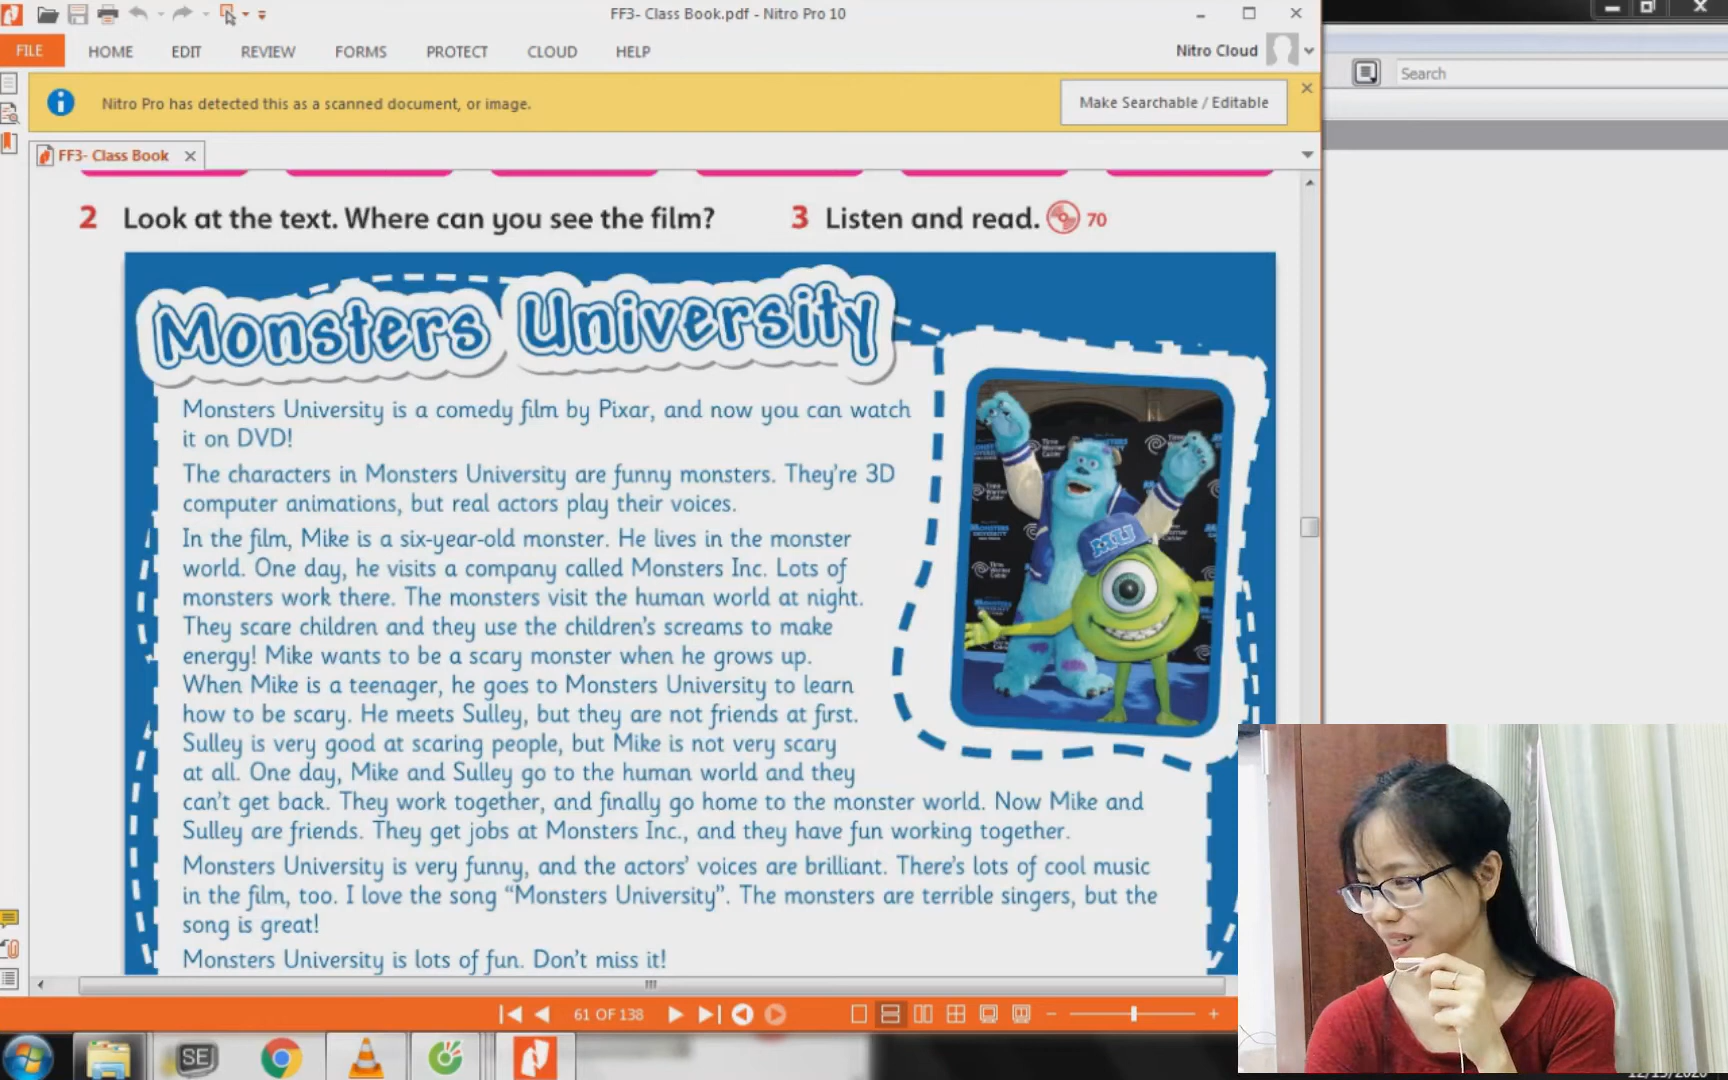 FF3- Class Book.pdf - Nitro Pro 10
FILE HOME EDIT REVIEW FORMS PROTECT CLOUD HELP
Nitro Cloud
Search
Nitro Pro has detected this as a scanned document, or image.
Make Searchable / Editable
FF3- Class Book
2 Look at the text. Where can you see the film?
3 Listen and read. 70
Monsters University
Monsters University is a comedy film by Pixar, and now you can watch
it on DVD!
The characters in Monsters University are funny monsters. They're 3D
computer animations, but real actors play their voices.
In the film, Mike is a six-year-old monster. He lives in the monster
world. One day, he visits a company called Monsters Inc. Lots of
monsters work there. The monsters visit the human world at night.
They scare children and they use the children's screams to make
energy! Mike wants to be a scary monster when he grows up.
When Mike is a teenager, he goes to Monsters University to learn
how to be scary. He meets Sulley, but they are not friends at first.
Sulley is very good at scaring people, but Mike is not very scary
at all. One day, Mike and Sulley go to the human world and they
can't get back. They work together, and finally go home to the monster world. Now Mike and
Sulley are friends. They get jobs at Monsters Inc., and they have fun working together.
Monsters University is very funny, and the actors' voices are brilliant. There's lots of cool music
in the film, too. I love the song "Monsters University". The monsters are terrible singers, but the
song is great!
Monsters University is lots of fun. Don't miss it!
MU
61 OF 138
SE